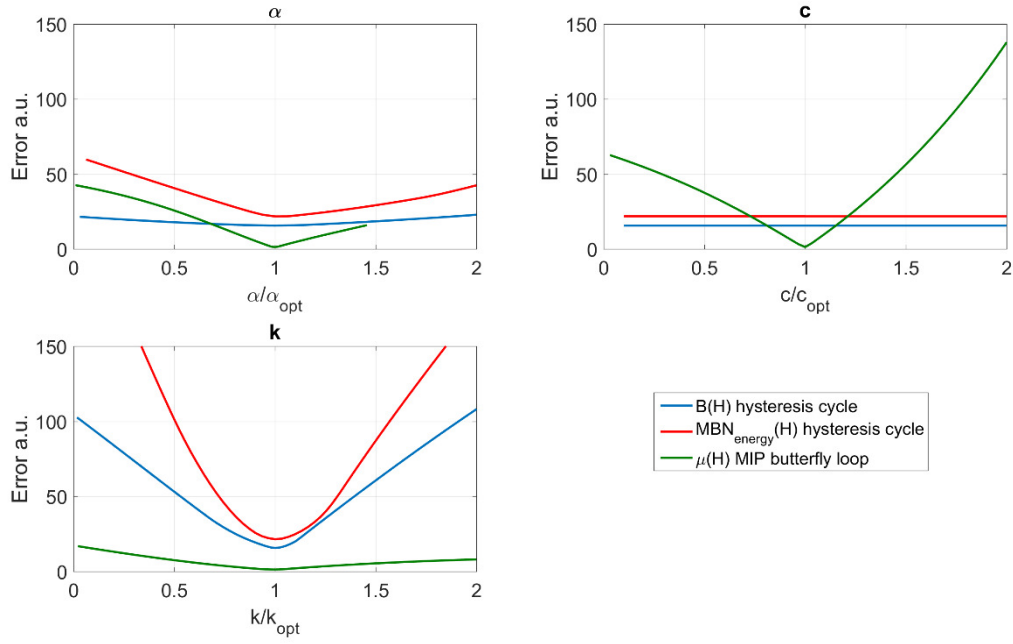 α
150
100
50
0
Error a.u.
0 0.5 1 1.5 2
α/α_opt
c
150
100
50
0
Error a.u.
0 0.5 1 1.5 2
c/c_opt
k
150
100
50
0
Error a.u.
0 0.5 1 1.5 2
k/k_opt
B(H) hysteresis cycle
MBN_energy(H) hysteresis cycle
μ(H) MIP butterfly loop